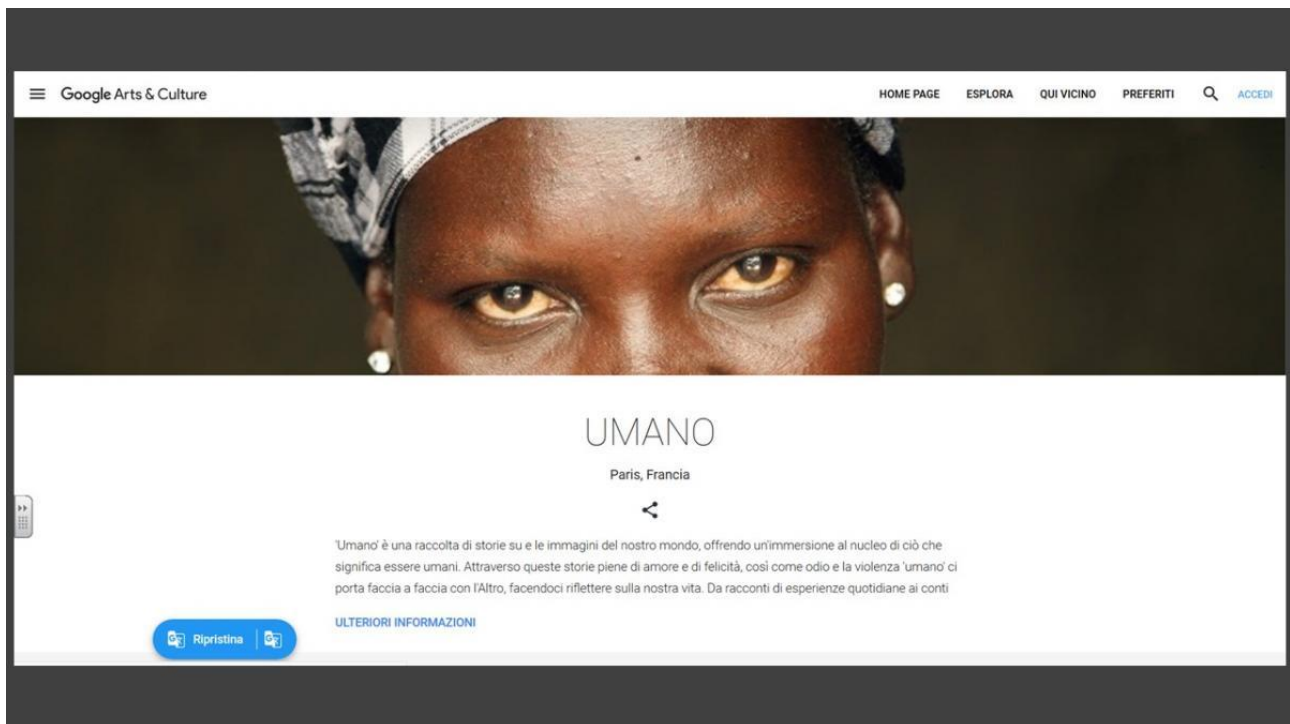 Google Arts & Culture
HOME PAGE ESPLORA QUI VICINO PREFERITI ACCEDI
UMANO
Paris, Francia
'Umano' è una raccolta di storie su e le immagini del nostro mondo, offrendo un'immersione al nucleo di ciò che
significa essere umani. Attraverso queste storie piene di amore e di felicità, così come odio e la violenza 'umano' ci
porta faccia a faccia con l'Altro, facendoci riflettere sulla nostra vita. Da racconti di esperienze quotidiane ai conti
ULTERIORI INFORMAZIONI
Ripristina